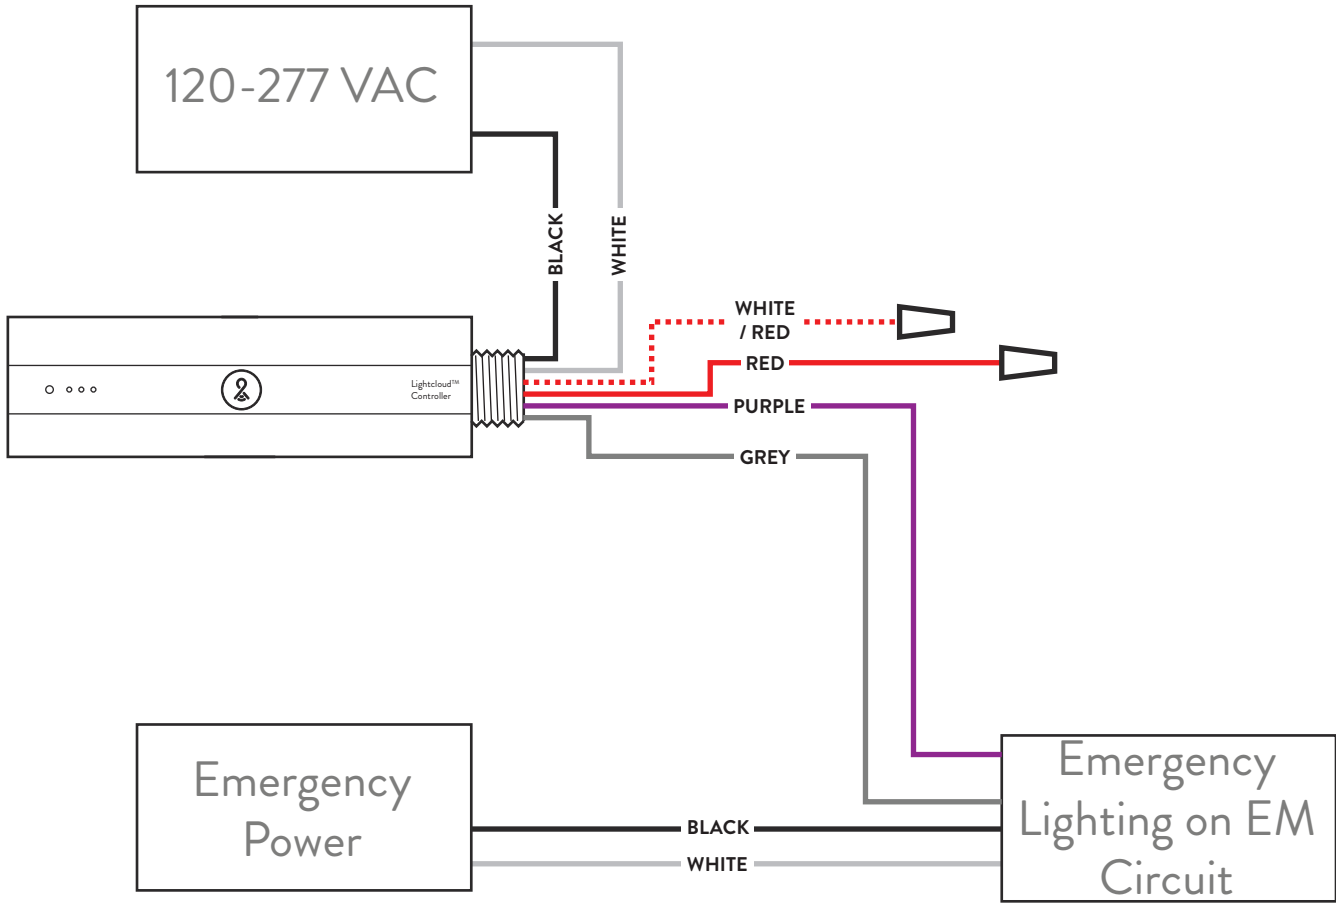 120-277 VAC
BLACK
WHITE
WHITE
/ RED
RED
Lightcloud™
Controller
PURPLE
GREY
Emergency
Power
BLACK
WHITE
Emergency
Lighting on EM
Circuit